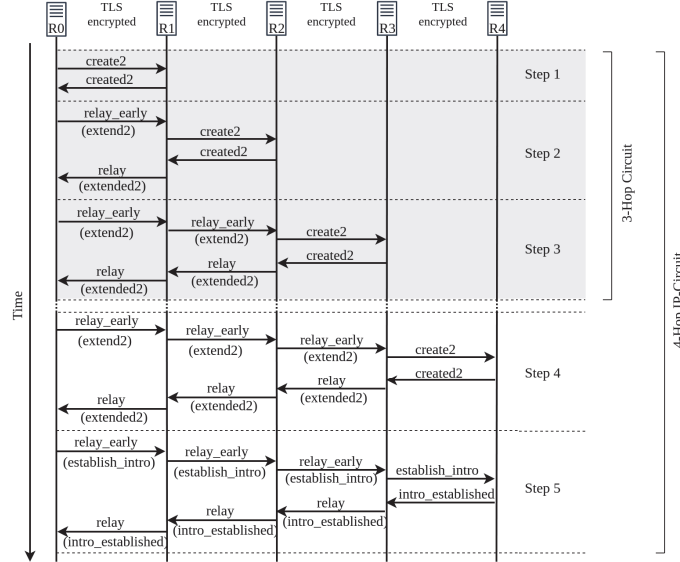 TLS encrypted
TLS encrypted
TLS encrypted
TLS encrypted
R0
R1
R2
R3
R4
create2
created2
Step 1
relay_early
(extend2)
create2
created2
relay
(extended2)
Step 2
relay_early
(extend2)
relay_early
(extend2)
create2
created2
relay
(extended2)
relay
(extended2)
Step 3
3-Hop Circuit
Time
relay_early
(extend2)
relay_early
(extend2)
relay_early
(extend2)
create2
created2
relay
(extended2)
relay
(extended2)
relay
(extended2)
Step 4
4-Hop IP-Circuit
relay_early
(establish_intro)
relay_early
(establish_intro)
relay_early
(establish_intro)
establish_intro
intro_established
relay
(intro_established)
relay
(intro_established)
relay
(intro_established)
Step 5